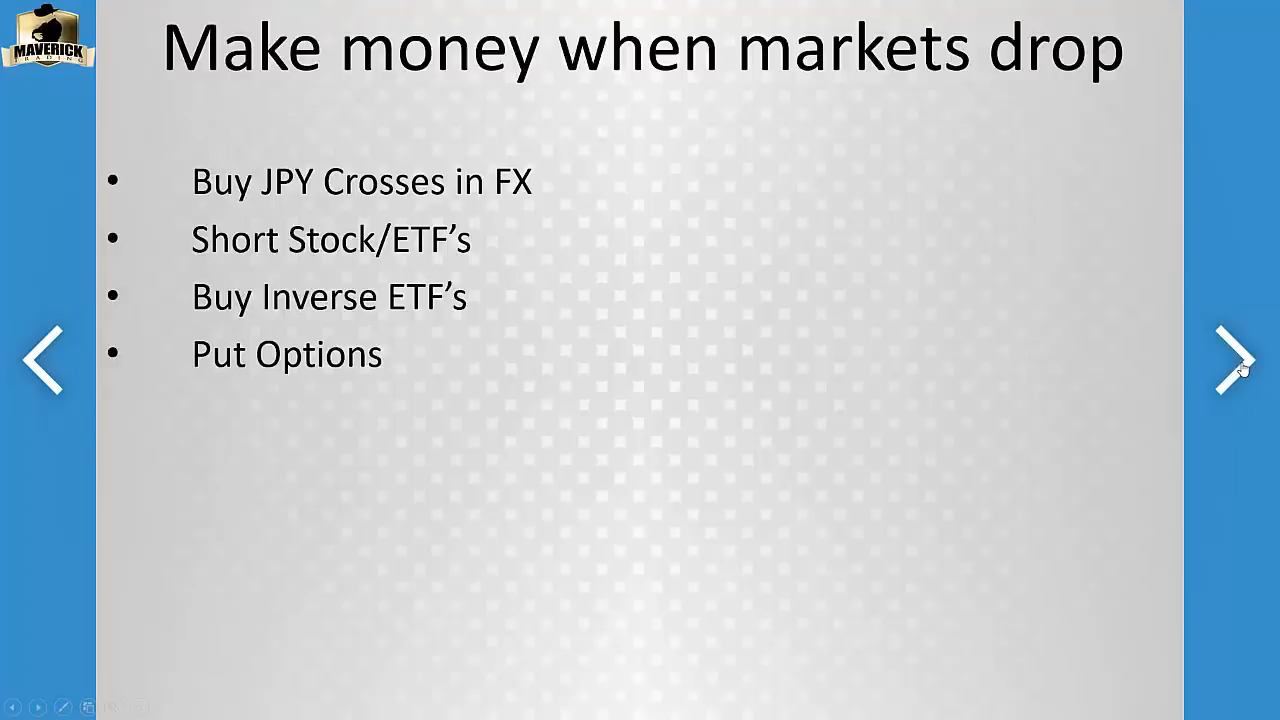 MAVERICK
TRADING
Make money when markets drop
• Buy JPY Crosses in FX
• Short Stock/ETF’s
• Buy Inverse ETF’s
• Put Options